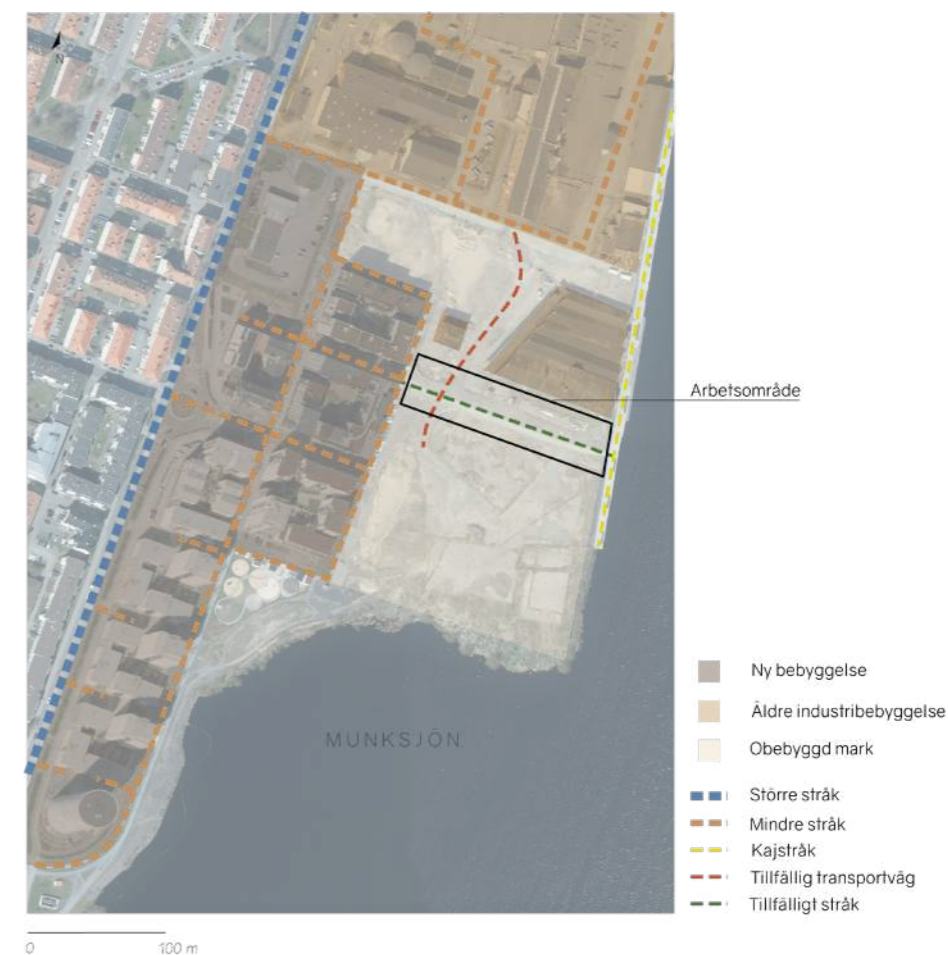 N
Arbetsområde
MUNKSJÖN
Ny bebyggelse
Äldre industribebyggelse
Obebyggd mark
Större stråk
Mindre stråk
Kajstråk
Tillfällig transportväg
Tillfälligt stråk
0 100 m